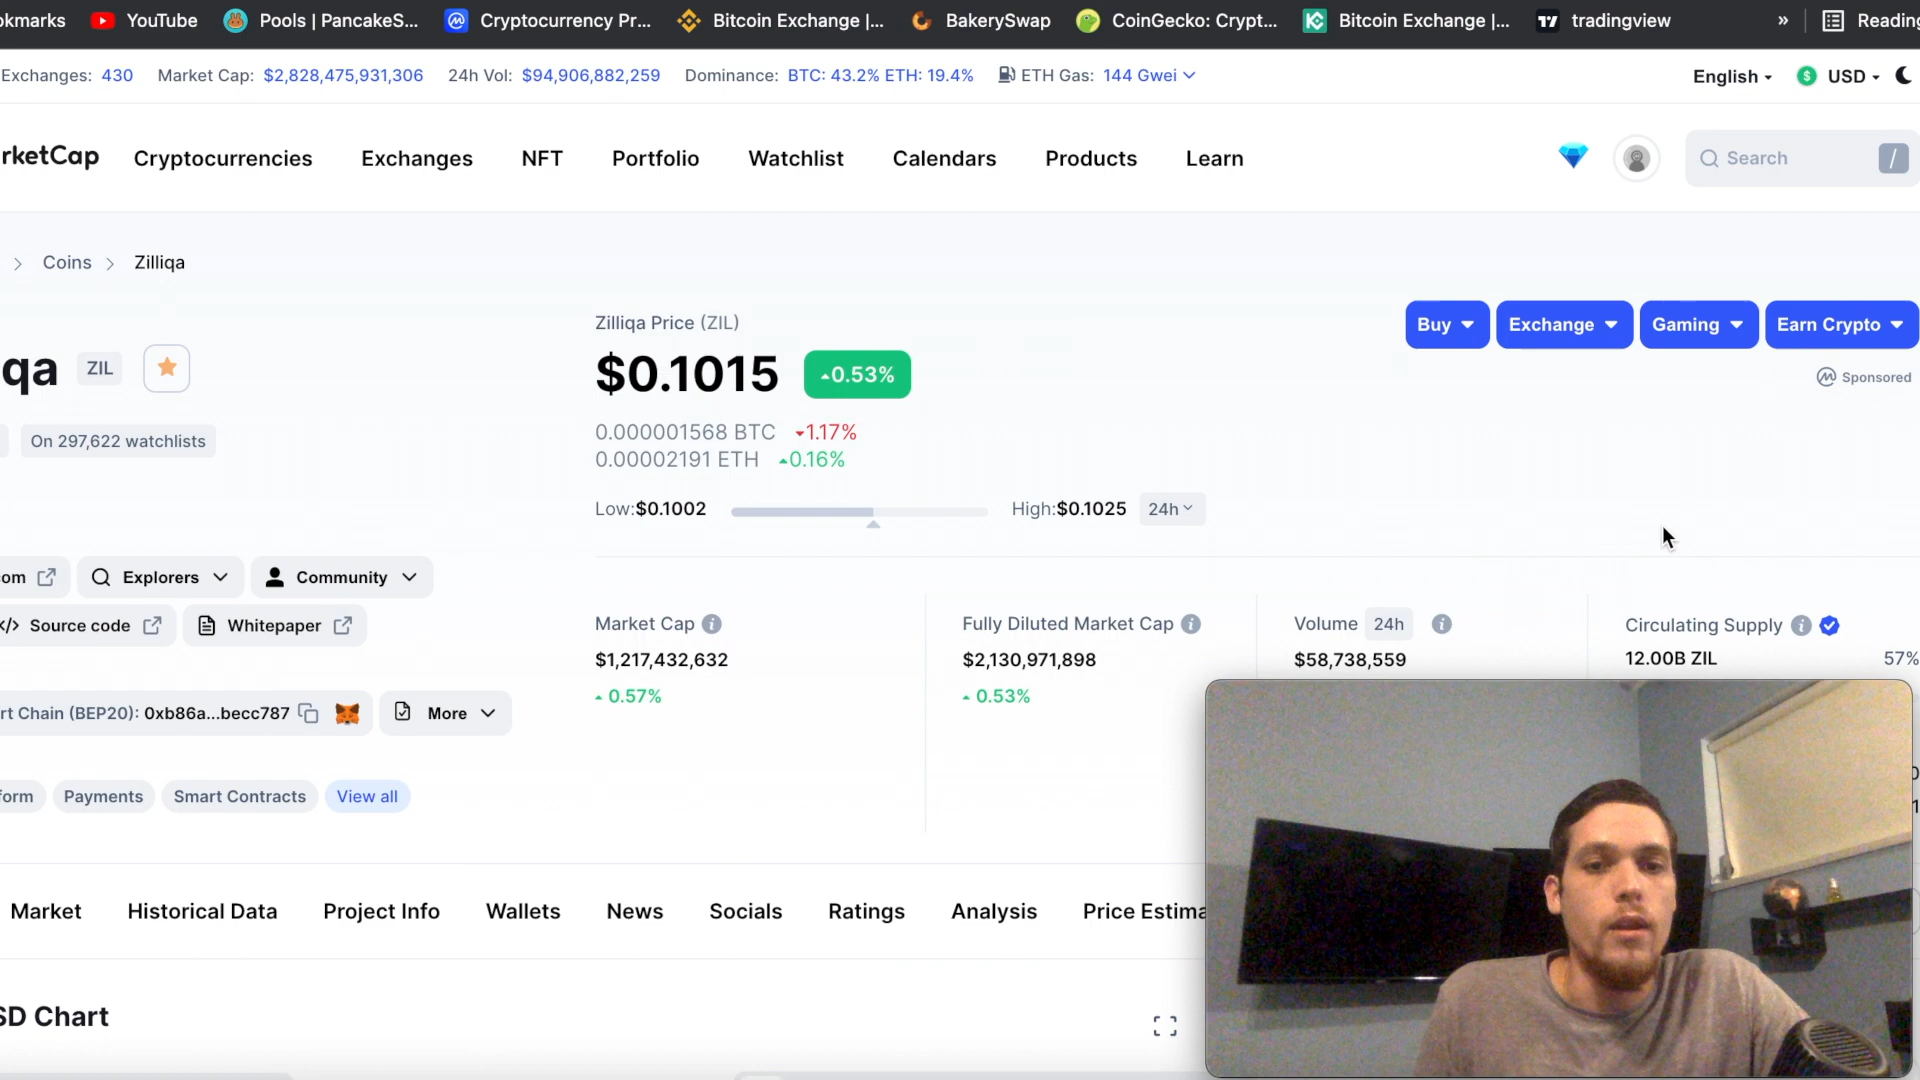 YouTube Pools | PancakeS... Cryptocurrency Pr... Bitcoin Exchange |... BakerySwap CoinGecko: Crypt... Bitcoin Exchange |... tradingview »
Exchanges: 430 Market Cap: $2,828,475,931,306 24h Vol: $94,906,882,259 Dominance: BTC: 43.2% ETH: 19.4% ETH Gas: 144 Gwei English USD
rketCap Cryptocurrencies Exchanges NFT Portfolio Watchlist Calendars Products Learn Search /
Coins Zilliqa
Zilliqa Price (ZIL)
Buy Exchange Gaming Earn Crypto
qa ZIL $0.1015 0.53%
Sponsored
On 297,622 watchlists
0.000001568 BTC 1.17%
0.00002191 ETH 0.16%
Low:$0.1002 High:$0.1025 24h
om Explorers Community
</> Source code Whitepaper
Market Cap Fully Diluted Market Cap Volume 24h Circulating Supply
$1,217,432,632 $2,130,971,898 $58,738,559 12.00B ZIL 57%
0.57% 0.53%
rt Chain (BEP20): 0xb86a...becc787 More
form Payments Smart Contracts View all
Market Historical Data Project Info Wallets News Socials Ratings Analysis Price Estima
SD Chart